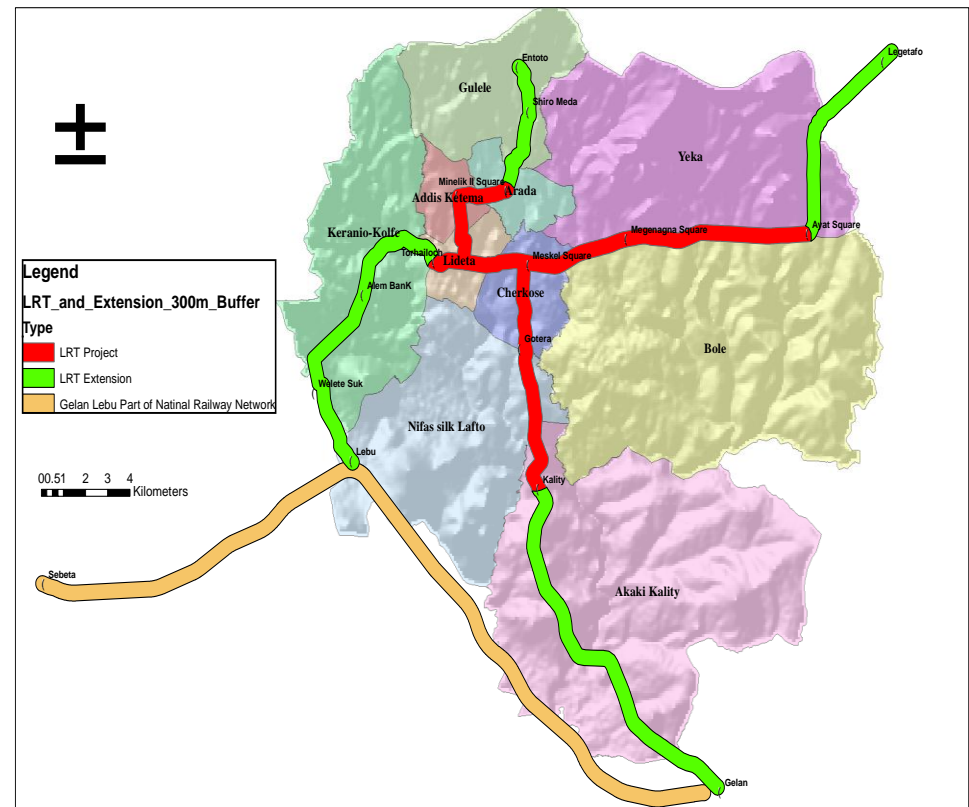 Legetafo
Entoto
Gulele
Shiro Meda
Yeka
Minelik II Square
Arada
Addis Ketema
Keranio-Kolfe
Megenagna Square
Ayat Square
Torhailoch
Lideta
Meskel Square
Legend
LRT_and_Extension_300m_Buffer
Type
LRT Project
LRT Extension
Gelan Lebu Part of Natinal Railway Network
Alem BanK
Cherkose
Gotera
Bole
Welete Suk
Nifas silk Lafto
Lebu
Kality
00.51 2 3 4
Kilometers
Sebeta
Akaki Kality
Gelan